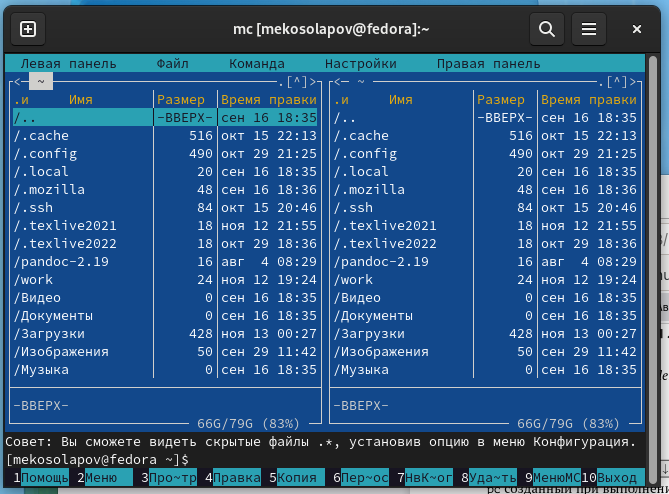 mc [mekosolapov@fedora]:~
Левая панель Файл Команда Настройки Правая панель
<─ ~ .[^]> <─ ~ .[^]>
.и Имя Размер Время правки .и Имя Размер Время правки
/.. -ВВЕРХ- сен 16 18:35 /.. -ВВЕРХ- сен 16 18:35
/.cache 516 окт 15 22:13 /.cache 516 окт 15 22:13
/.config 490 окт 29 21:25 /.config 490 окт 29 21:25
/.local 20 сен 16 18:35 /.local 20 сен 16 18:35
/.mozilla 48 сен 16 18:36 /.mozilla 48 сен 16 18:36
/.ssh 84 окт 15 20:46 /.ssh 84 окт 15 20:46
/.texlive2021 18 ноя 12 21:55 /.texlive2021 18 ноя 12 21:55
/.texlive2022 18 окт 29 18:36 /.texlive2022 18 окт 29 18:36
/pandoc-2.19 16 авг 4 08:29 /pandoc-2.19 16 авг 4 08:29
/work 24 ноя 12 19:24 /work 24 ноя 12 19:24
/Видео 0 сен 16 18:35 /Видео 0 сен 16 18:35
/Документы 0 сен 16 18:35 /Документы 0 сен 16 18:35
/Загрузки 428 ноя 13 00:27 /Загрузки 428 ноя 13 00:27
/Изображения 50 сен 29 11:42 /Изображения 50 сен 29 11:42
/Музыка 0 сен 16 18:35 /Музыка 0 сен 16 18:35
-ВВЕРХ- -ВВЕРХ-
66G/79G (83%) 66G/79G (83%)
Совет: Вы сможете видеть скрытые файлы .*, установив опцию в меню Конфигурация.
[mekosolapov@fedora ~]$
1Помощь 2Меню 3Про~тр 4Правка 5Копия 6Пер~ос 7НвК~ог 8Уда~ть 9МенюМС 10Выход
рс созданный при выполнени